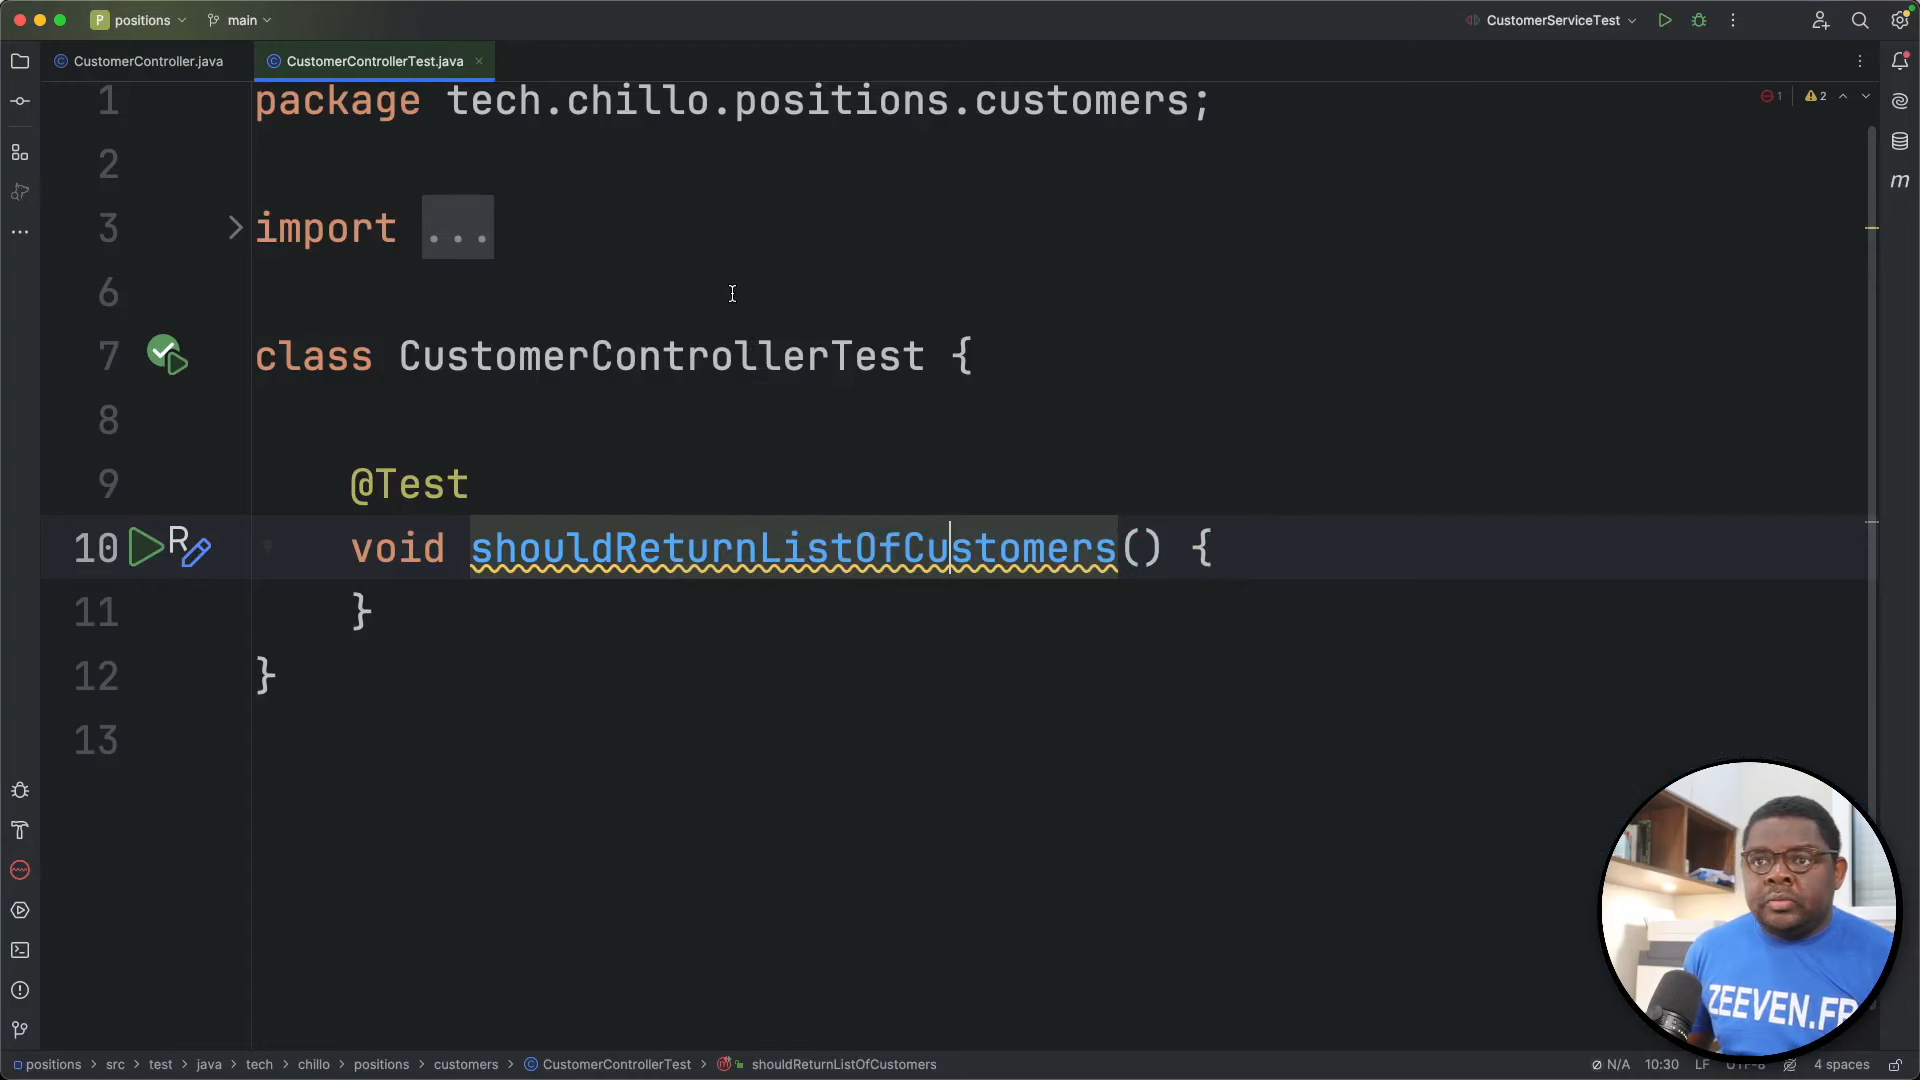 P positions main CustomerServiceTest
CustomerController.java CustomerControllerTest.java
1 package tech.chillo.positions.customers; 1 2
2
3 import ...
6
7 class CustomerControllerTest {
8
9 @Test
10 R void shouldReturnListOfCustomers() {
11 }
12 }
13
m
ZEEVEN.FR
positions > src > test > java > tech > chillo > positions > customers > CustomerControllerTest > shouldReturnListOfCustomers N/A 10:30 LF UTF-8 4 spaces